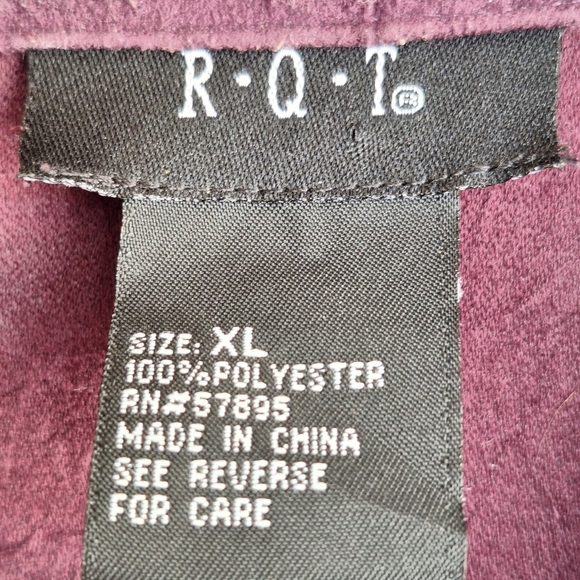 R·Q·T®
SIZE: XL
100%POLYESTER
RN#57895
MADE IN CHINA
SEE REVERSE
FOR CARE